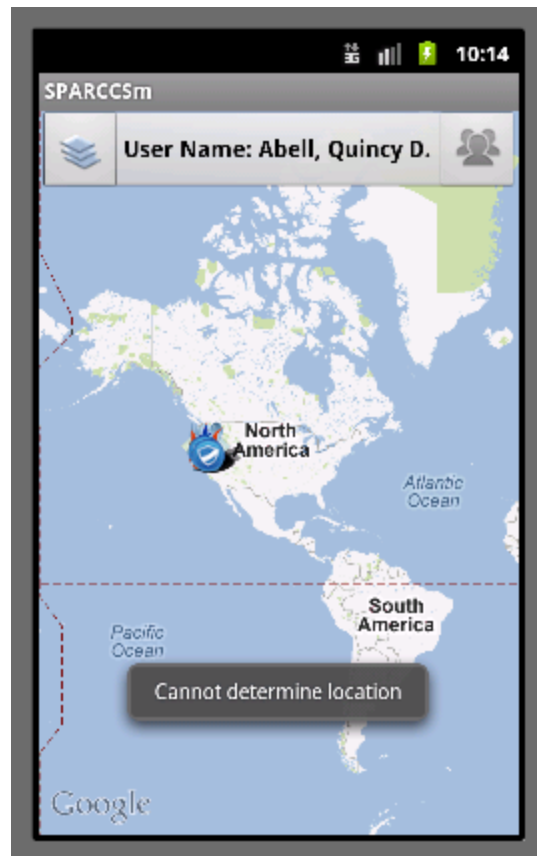 3G
10:14
SPARCCSm
User Name: Abell, Quincy D.
North
America
Atlantic
Ocean
South
America
Pacific
Ocean
Cannot determine location
Google